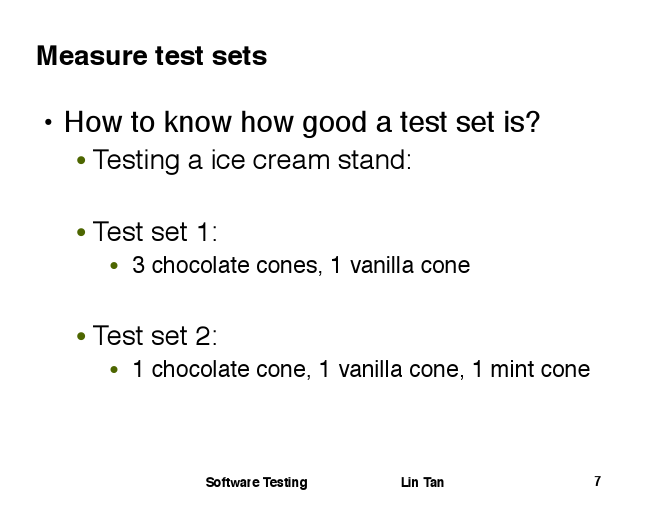 Measure test sets
• How to know how good a test set is?
• Testing a ice cream stand:
• Test set 1:
• 3 chocolate cones, 1 vanilla cone
• Test set 2:
• 1 chocolate cone, 1 vanilla cone, 1 mint cone
Software Testing Lin Tan 7